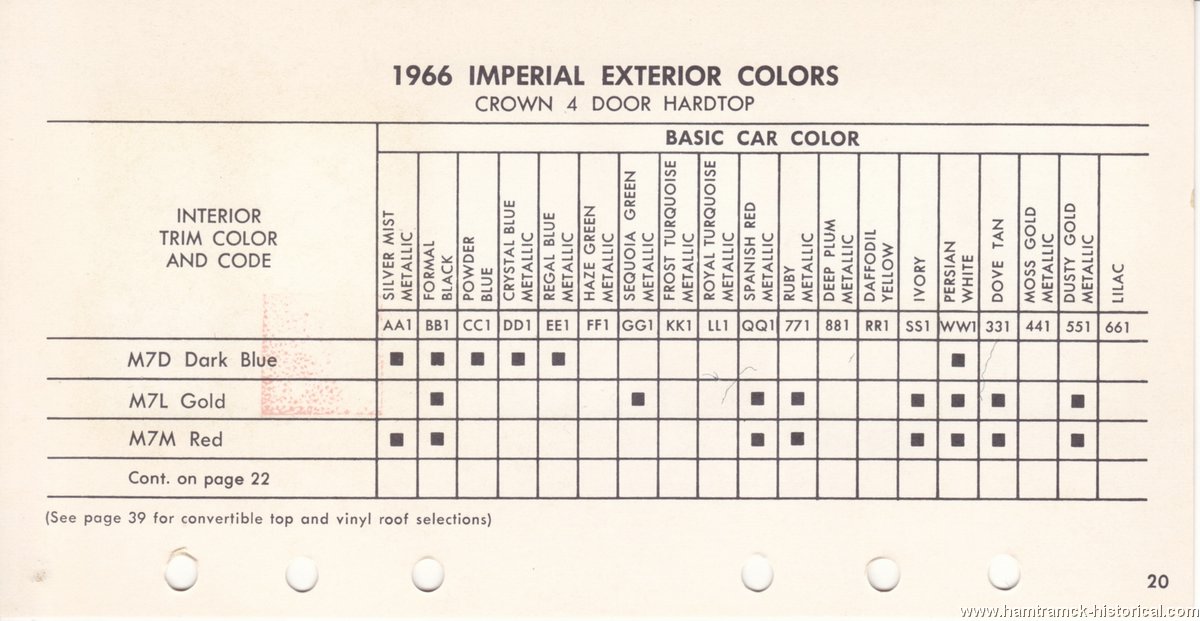 1966 IMPERIAL EXTERIOR COLORS
CROWN 4 DOOR HARDTOP
BASIC CAR COLOR
INTERIOR
TRIM COLOR
AND CODE
SILVER MIST
METALLIC
FORMAL
BLACK
POWDER
BLUE
CRYSTAL BLUE
METALLIC
REGAL BLUE
METALLIC
HAZE GREEN
METALLIC
SEQUOIA GREEN
METALLIC
FROST TURQUOISE
METALLIC
ROYAL TURQUOISE
METALLIC
SPANISH RED
METALLIC
RUBY
METALLIC
DEEP PLUM
METALLIC
DAFFODIL
YELLOW
IVORY
PERSIAN
WHITE
DOVE TAN
MOSS GOLD
METALLIC
DUSTY GOLD
METALLIC
LILAC
AA1 BB1 CC1 DD1 EE1 FF1 GG1 KK1 LL1 QQ1 771 881 RR1 SS1 WW1 331 441 551 661
M7D Dark Blue ■ ■ ■ ■ ■ ■
M7L Gold ■ ■ ■ ■ ■ ■ ■ ■
M7M Red ■ ■ ■ ■ ■ ■ ■ ■
Cont. on page 22
(See page 39 for convertible top and vinyl roof selections)
20
www.hamtramck-historical.com